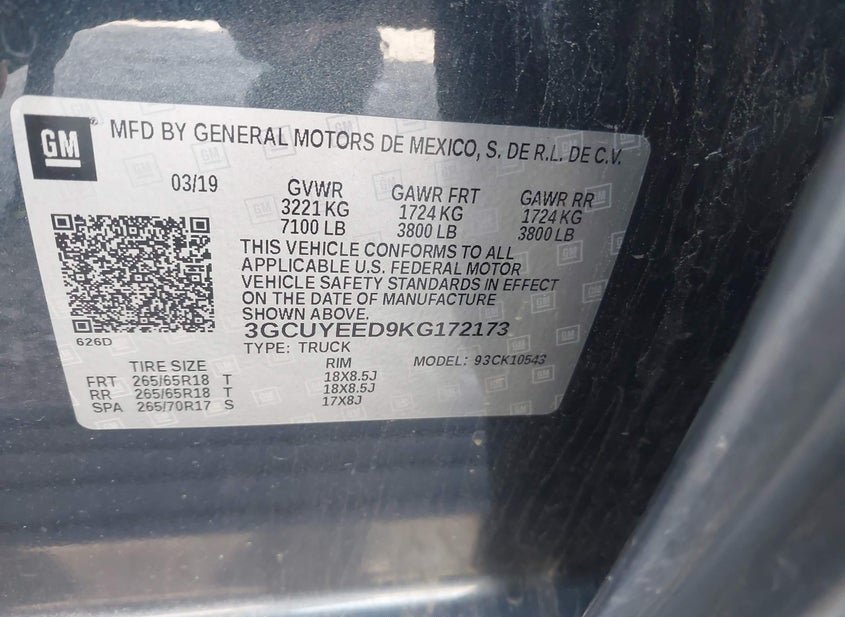 GM ® MFD BY GENERAL MOTORS DE MEXICO, S. DE R.L. DE C.V.
03/19 GVWR GAWR FRT GAWR RR
3221 KG 1724 KG 1724 KG
7100 LB 3800 LB 3800 LB
THIS VEHICLE CONFORMS TO ALL
APPLICABLE U.S. FEDERAL MOTOR
VEHICLE SAFETY STANDARDS IN EFFECT
ON THE DATE OF MANUFACTURE
SHOWN ABOVE.
626D 3GCUYEED9KG172173
TYPE: TRUCK MODEL: 93CK10543
TIRE SIZE RIM
FRT 265/65R18 T 18X8.5J
RR 265/65R18 T 18X8.5J
SPA 265/70R17 S 17X8J